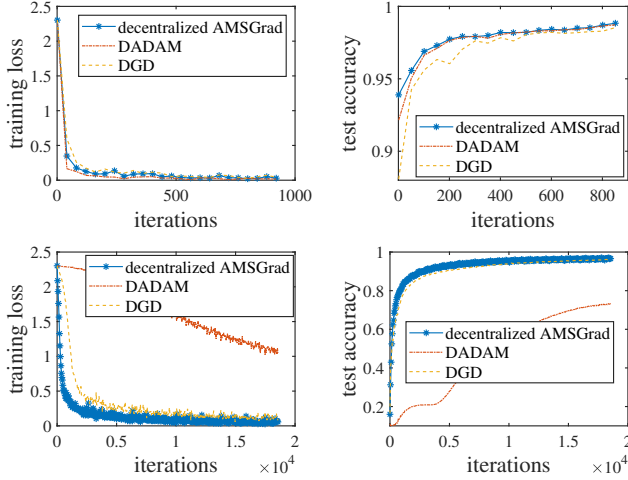 2.5
2
1.5
1
0.5
0
0
500
1000
training loss
iterations
decentralized AMSGrad
DADAM
DGD
1
0.95
0.9
0
200
400
600
800
test accuracy
iterations
decentralized AMSGrad
DADAM
DGD
2.5
2
1.5
1
0.5
0
0
0.5
1
1.5
2
×10⁴
training loss
iterations
decentralized AMSGrad
DADAM
DGD
1
0.8
0.6
0.4
0.2
0
0.5
1
1.5
2
×10⁴
test accuracy
iterations
decentralized AMSGrad
DADAM
DGD